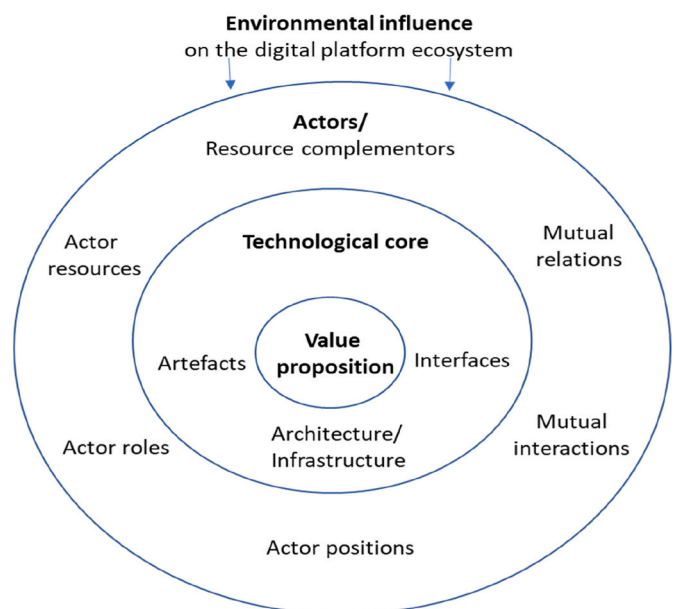 Environmental influence
on the digital platform ecosystem
Actors/
Resource complementors
Actor
resources
Mutual
relations
Technological core
Value
proposition
Artefacts
Interfaces
Architecture/
Infrastructure
Actor roles
Mutual
interactions
Actor positions